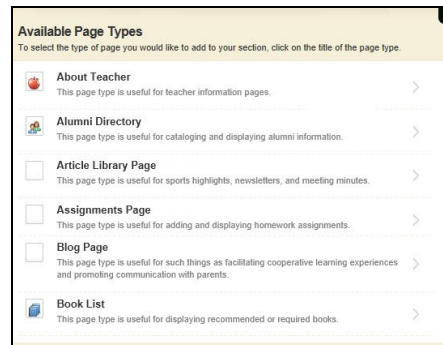 Available Page Types
To select the type of page you would like to add to your section, click on the title of the page type.
About Teacher
This page type is useful for teacher information pages.
Alumni Directory
This page type is useful for cataloging and displaying alumni information.
Article Library Page
This page type is useful for sports highlights, newsletters, and meeting minutes.
Assignments Page
This page type is useful for adding and displaying homework assignments.
Blog Page
This page type is useful for such things as facilitating cooperative learning experiences
and promoting communication with parents.
Book List
This page type is useful for displaying recommended or required books.